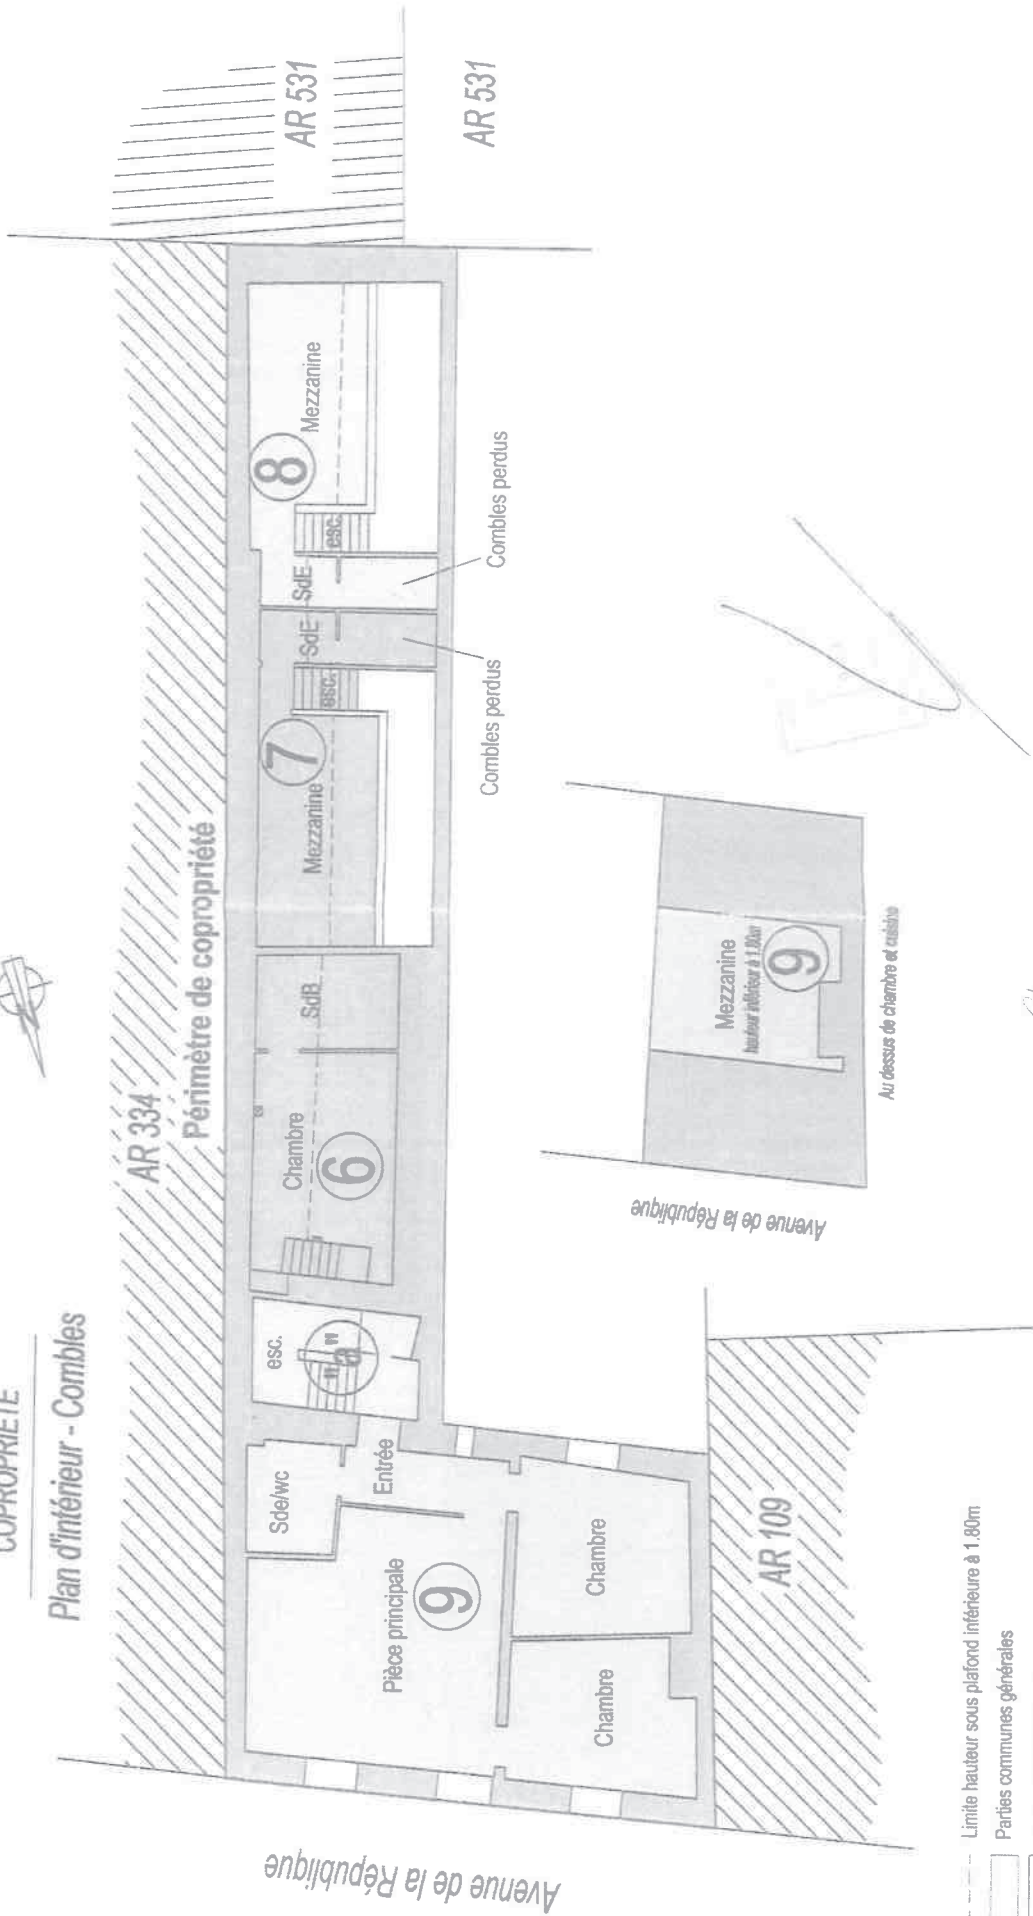 COPROPRIETE
Plan d'intérieur - Combles
AR 531
AR 531
AR 334
Périmètre de copropriété
8
Mezzanine
esc.
SdE
SdE
esc.
7
Mezzanine
Combles perdus
Combles perdus
SdB
Chambre
6
esc.
a
Sde/wc
Entrée
Pièce principale
9
Chambre
Chambre
AR 109
Avenue de la République
Mezzanine
hauteur inférieur à 1.80m
9
Au dessus de chambre et cuisine
Avenue de la République
Limite hauteur sous plafond inférieure à 1.80m
Parties communes générales